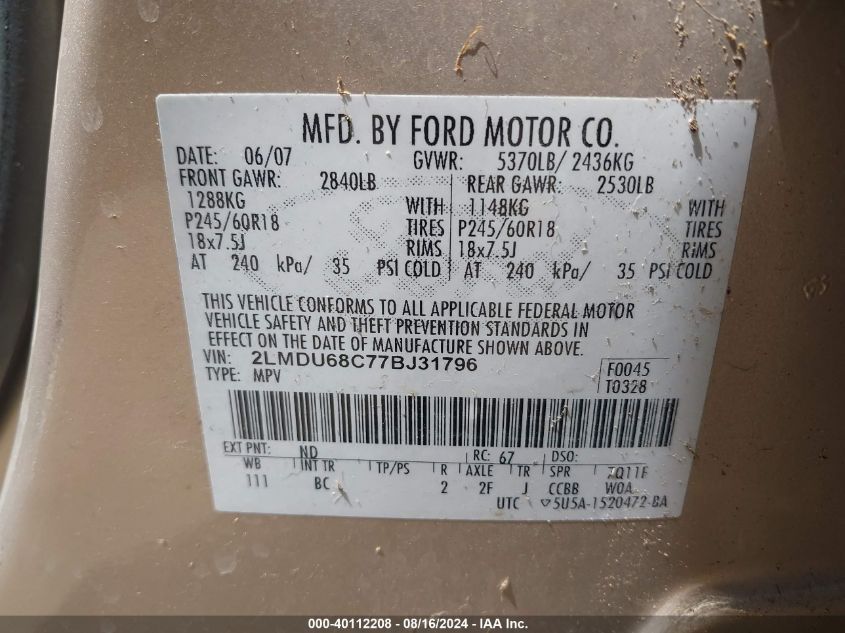 MFD. BY FORD MOTOR CO.
DATE: 06/07 GVWR: 5370LB/ 2436KG
FRONT GAWR: 2840LB REAR GAWR: 2530LB
1288KG WITH 1148KG WITH
P245/60R18 TIRES P245/60R18 TIRES
18x7.5J RIMS 18x7.5J RIMS
AT 240 kPa/ 35 PSI COLD AT 240 kPa/ 35 PSI COLD
THIS VEHICLE CONFORMS TO ALL APPLICABLE FEDERAL MOTOR
VEHICLE SAFETY AND THEFT PREVENTION STANDARDS IN
EFFECT ON THE DATE OF MANUFACTURE SHOWN ABOVE.
VIN: 2LMDU68C77BJ31796 F0045
TYPE: MPV T0328
EXT PNT: ND RC: 67 DSO:
WB INT TR TP/PS R AXLE TR SPR 7Q11F
111 BC 2 2F J CCBB WOA
UTC ▽5U5A-1520472-BA
000-40112208 - 08/16/2024 - IAA Inc.